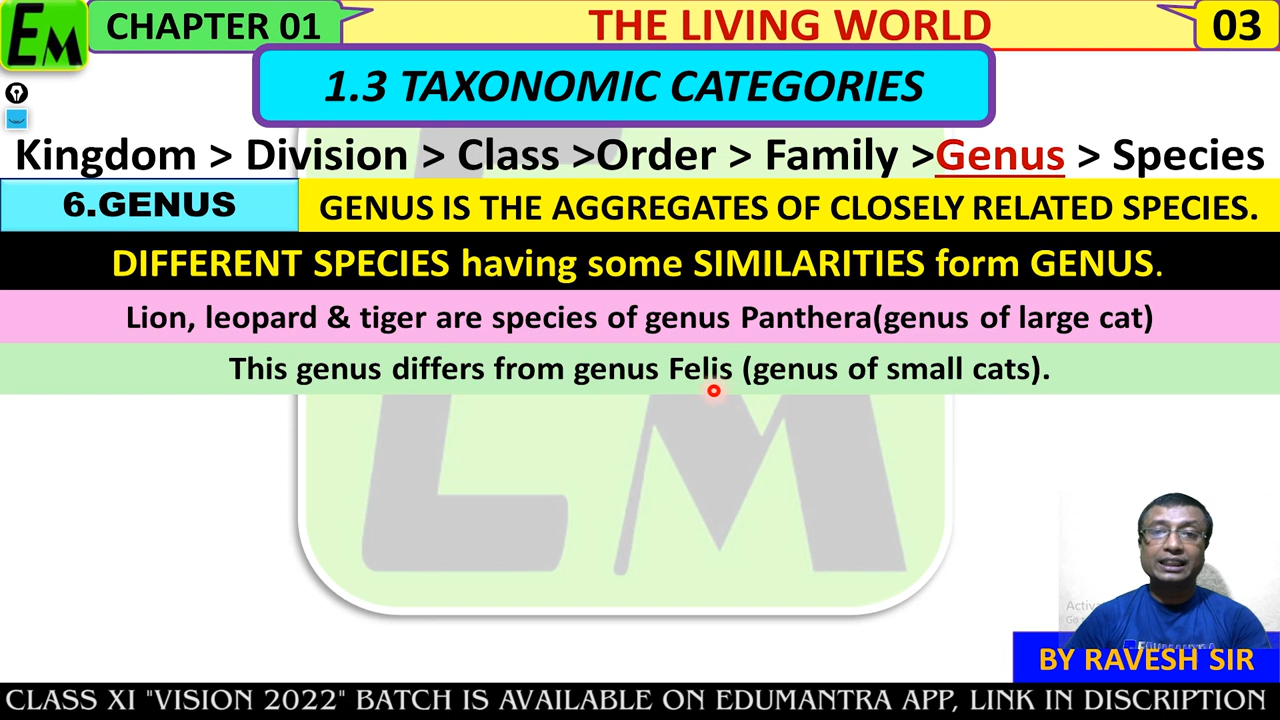 EM
CHAPTER 01
THE LIVING WORLD
03
1.3 TAXONOMIC CATEGORIES
Kingdom > Division > Class >Order > Family >Genus > Species
6.GENUS
GENUS IS THE AGGREGATES OF CLOSELY RELATED SPECIES.
DIFFERENT SPECIES having some SIMILARITIES form GENUS.
Lion, leopard & tiger are species of genus Panthera(genus of large cat)
This genus differs from genus Felis (genus of small cats).
EM
BY RAVESH SIR
CLASS XI "VISION 2022" BATCH IS AVAILABLE ON EDUMANTRA APP, LINK IN DISCRIPTION